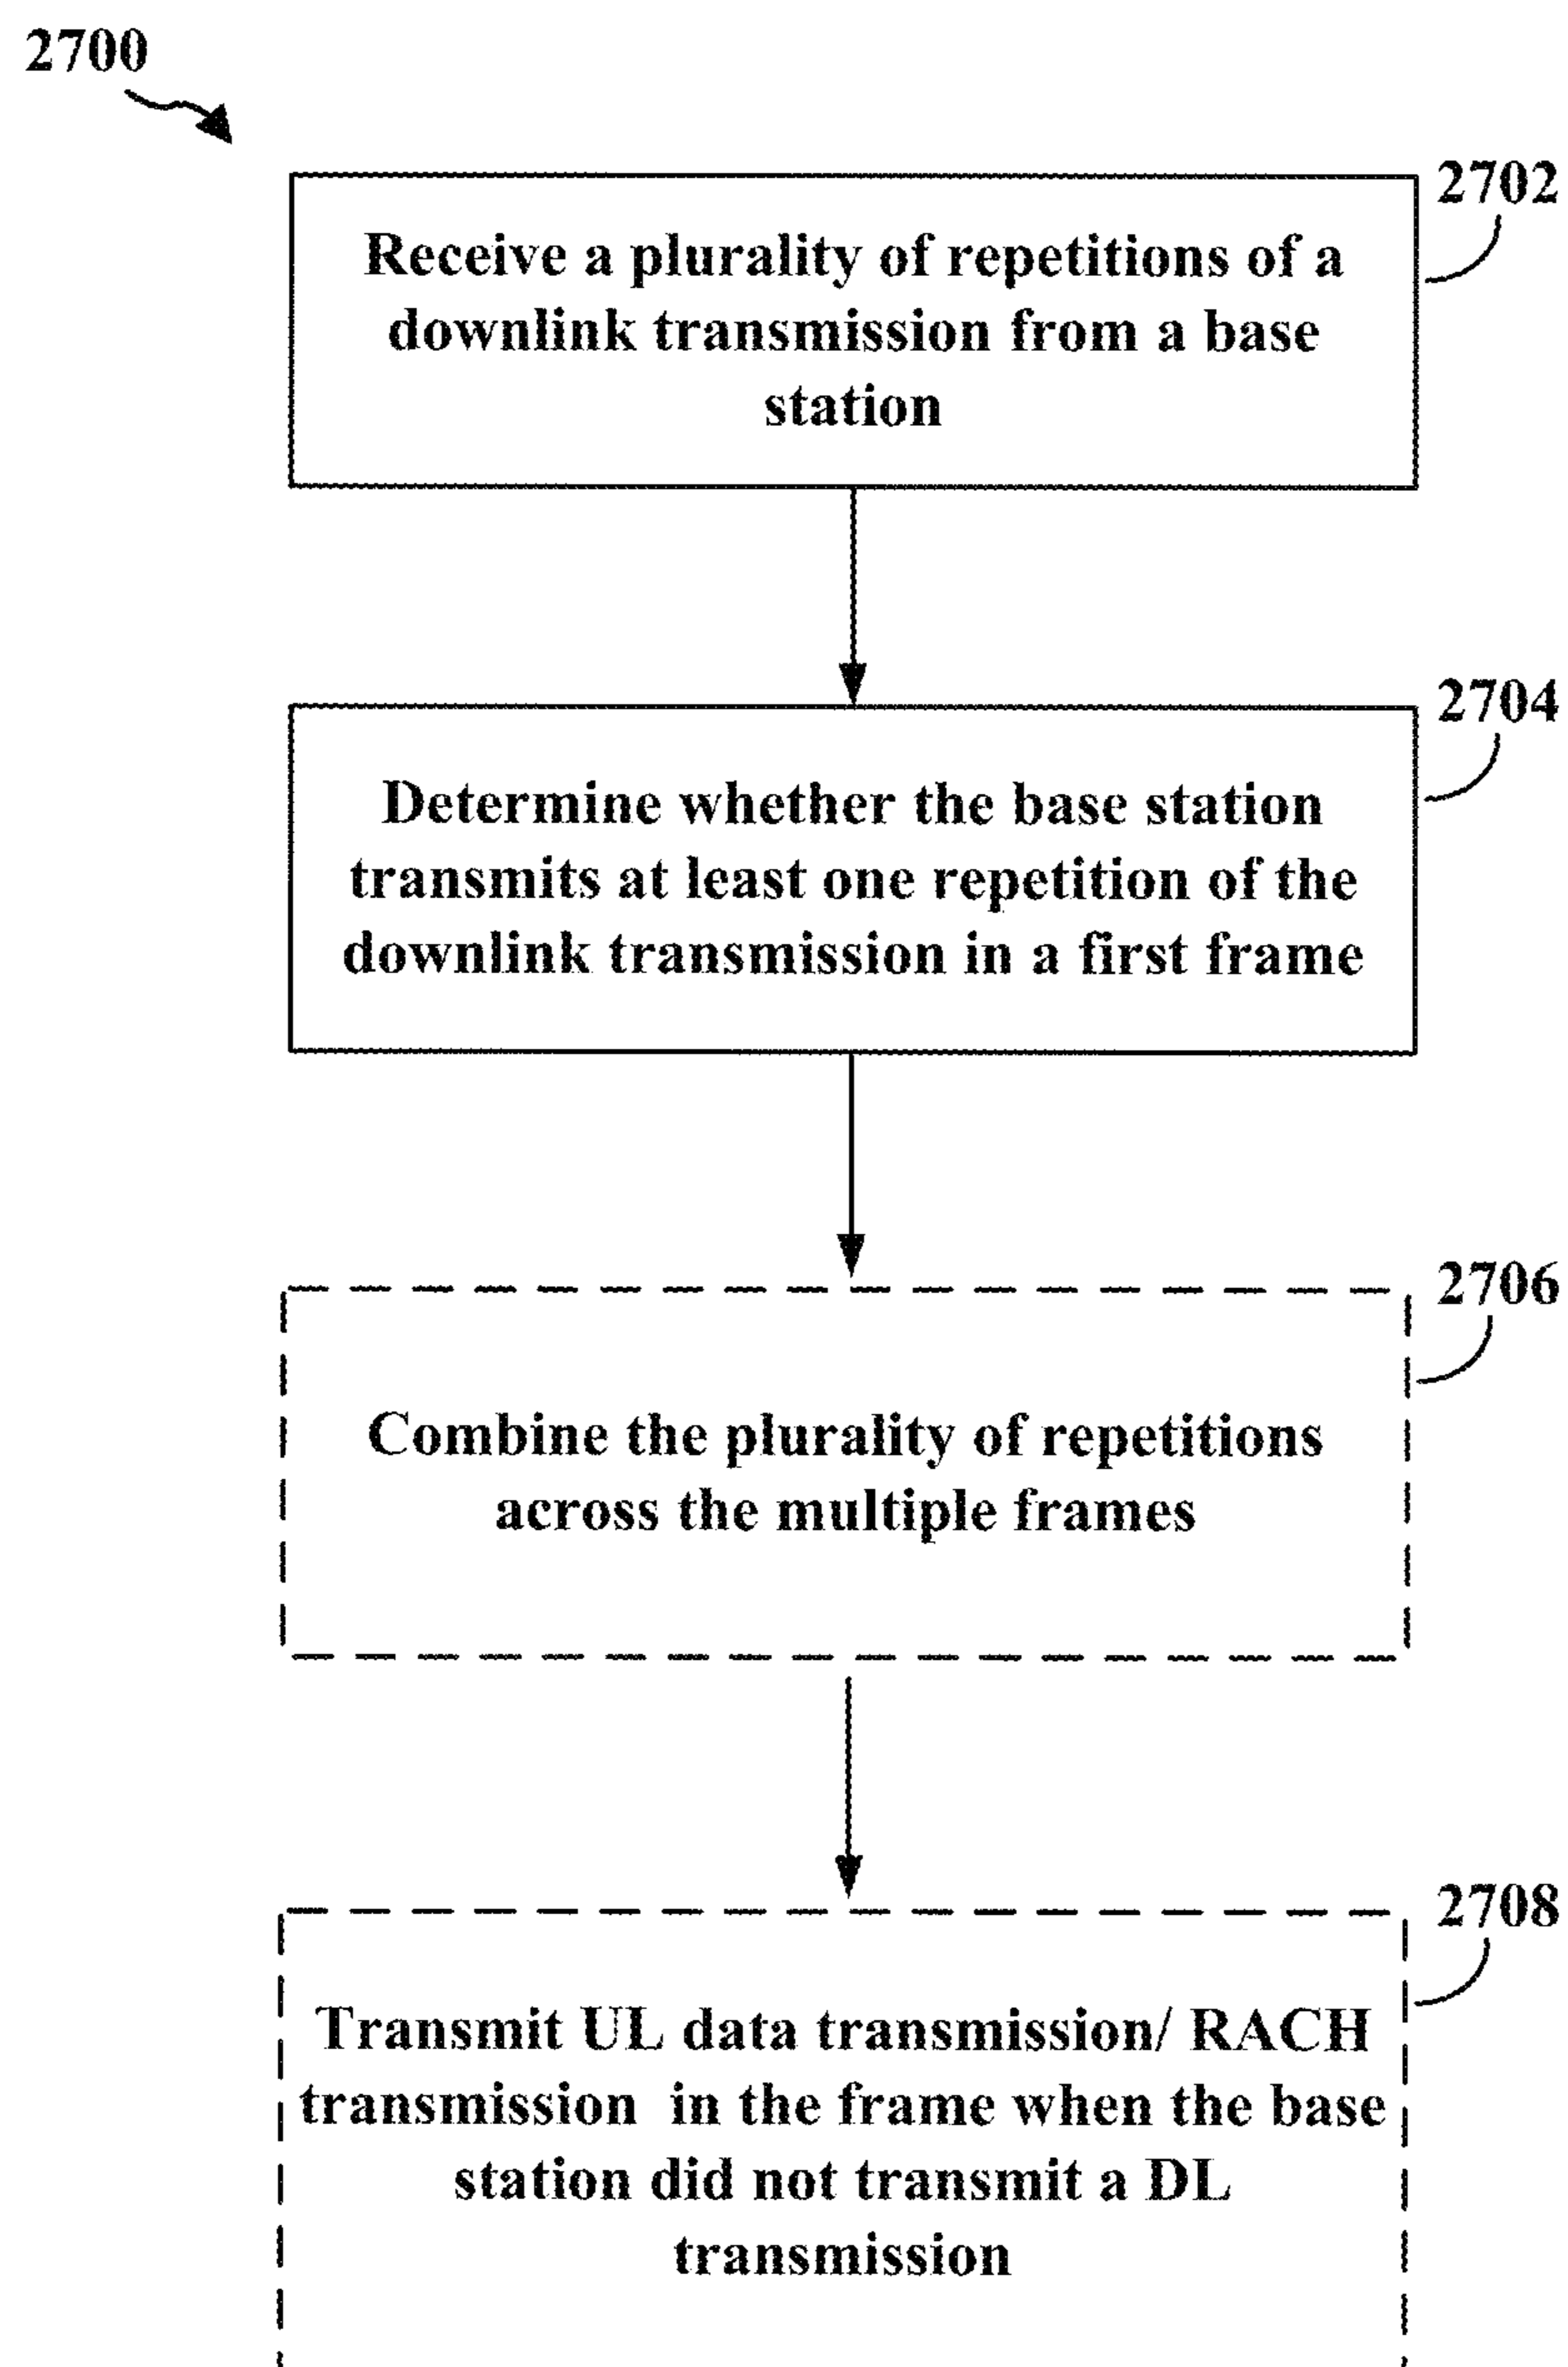 2700
2702
Receive a plurality of repetitions of a
downlink transmission from a base
station
2704
Determine whether the base station
transmits at least one repetition of the
downlink transmission in a first frame
2706
Combine the plurality of repetitions
across the multiple frames
2708
Transmit UL data transmission/ RACH
transmission in the frame when the base
station did not transmit a DL
transmission